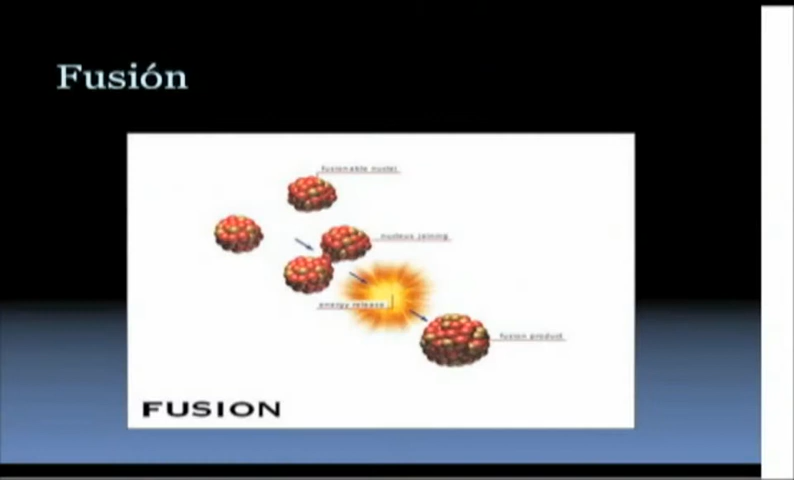 Fusión
fusionable nuclei
nucleus joining
energy release
fusion product
FUSION